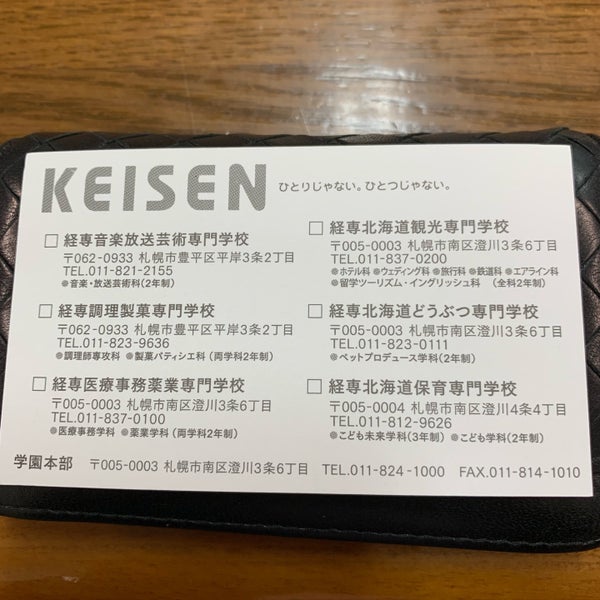 KEISEN ひとりじゃない。ひとつじゃない。
□ 経専音楽放送芸術専門学校
〒062-0933 札幌市豊平区平岸3条2丁目
TEL.011-821-2155
●音楽・放送芸術科(2年制)
□ 経専調理製菓専門学校
〒062-0933 札幌市豊平区平岸3条2丁目
TEL.011-823-9636
●調理師専攻科 ●製菓パティシエ科 (両学科2年制)
□ 経専医療事務薬業専門学校
〒005-0003 札幌市南区澄川3条6丁目
TEL.011-837-0100
●医療事務学科 ●薬業学科 (両学科2年制)
□ 経専北海道観光専門学校
〒005-0003 札幌市南区澄川3条6丁目
TEL.011-837-0200
●ホテル科 ●ウェディング科 ●旅行科 ●鉄道科 ●エアライン科
●留学ツーリズム・イングリッシュ科 (全科2年制)
□ 経専北海道どうぶつ専門学校
〒005-0003 札幌市南区澄川3条6丁目
TEL.011-823-0111
●ペットプロデュース学科(2年制)
□ 経専北海道保育専門学校
〒005-0004 札幌市南区澄川4条4丁目
TEL.011-812-9626
●こども未来学科(3年制) ●こども学科(2年制)
学園本部 〒005-0003 札幌市南区澄川3条6丁目 TEL.011-824-1000 FAX.011-814-1010